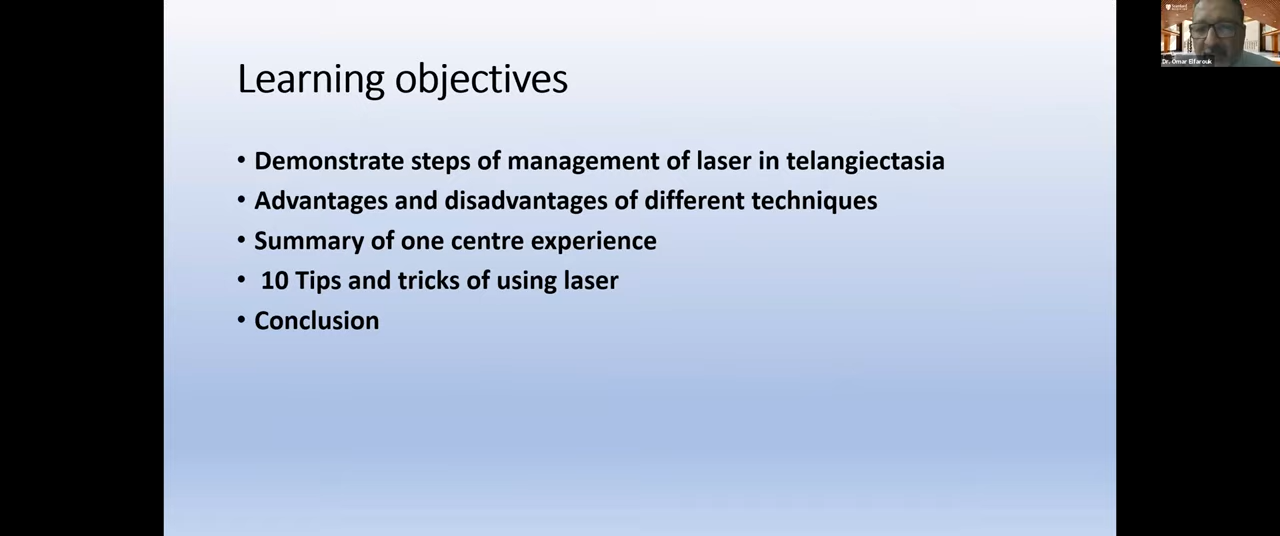 Learning objectives
• Demonstrate steps of management of laser in telangiectasia
• Advantages and disadvantages of different techniques
• Summary of one centre experience
• 10 Tips and tricks of using laser
• Conclusion
Dr. Omar Elfarouk